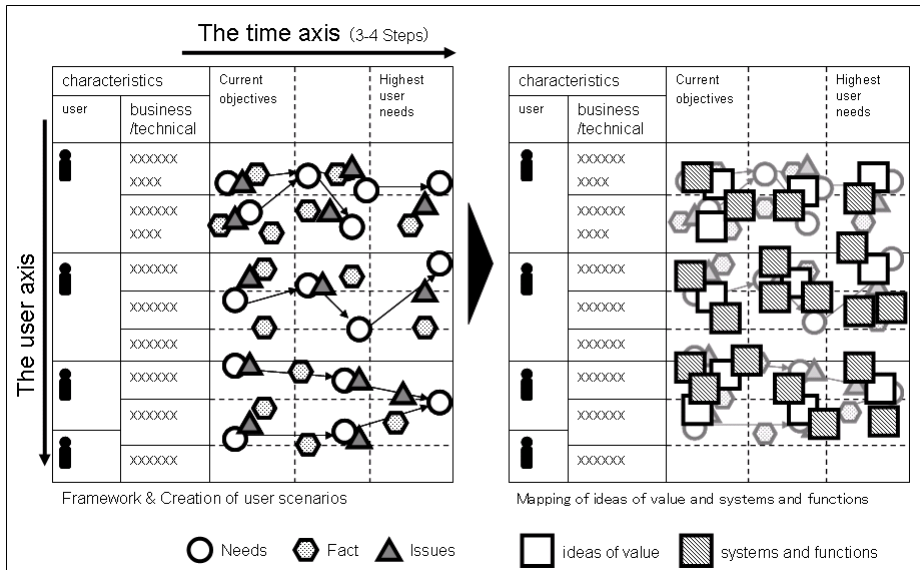 The time axis (3-4 Steps)
The user axis
characteristics
Current
objectives
Highest
user
needs
user
business
/technical
xxxxxx
xxxx
xxxxxx
xxxx
xxxxxx
xxxxxx
xxxxxx
xxxxxx
xxxxxx
xxxxxx
Framework & Creation of user scenarios
characteristics
Current
objectives
Highest
user
needs
user
business
/technical
xxxxxx
xxxx
xxxxxx
xxxx
xxxxxx
xxxxxx
xxxxxx
xxxxxx
xxxxxx
xxxxxx
Mapping of ideas of value and systems and functions
Needs
Fact
Issues
ideas of value
systems and functions